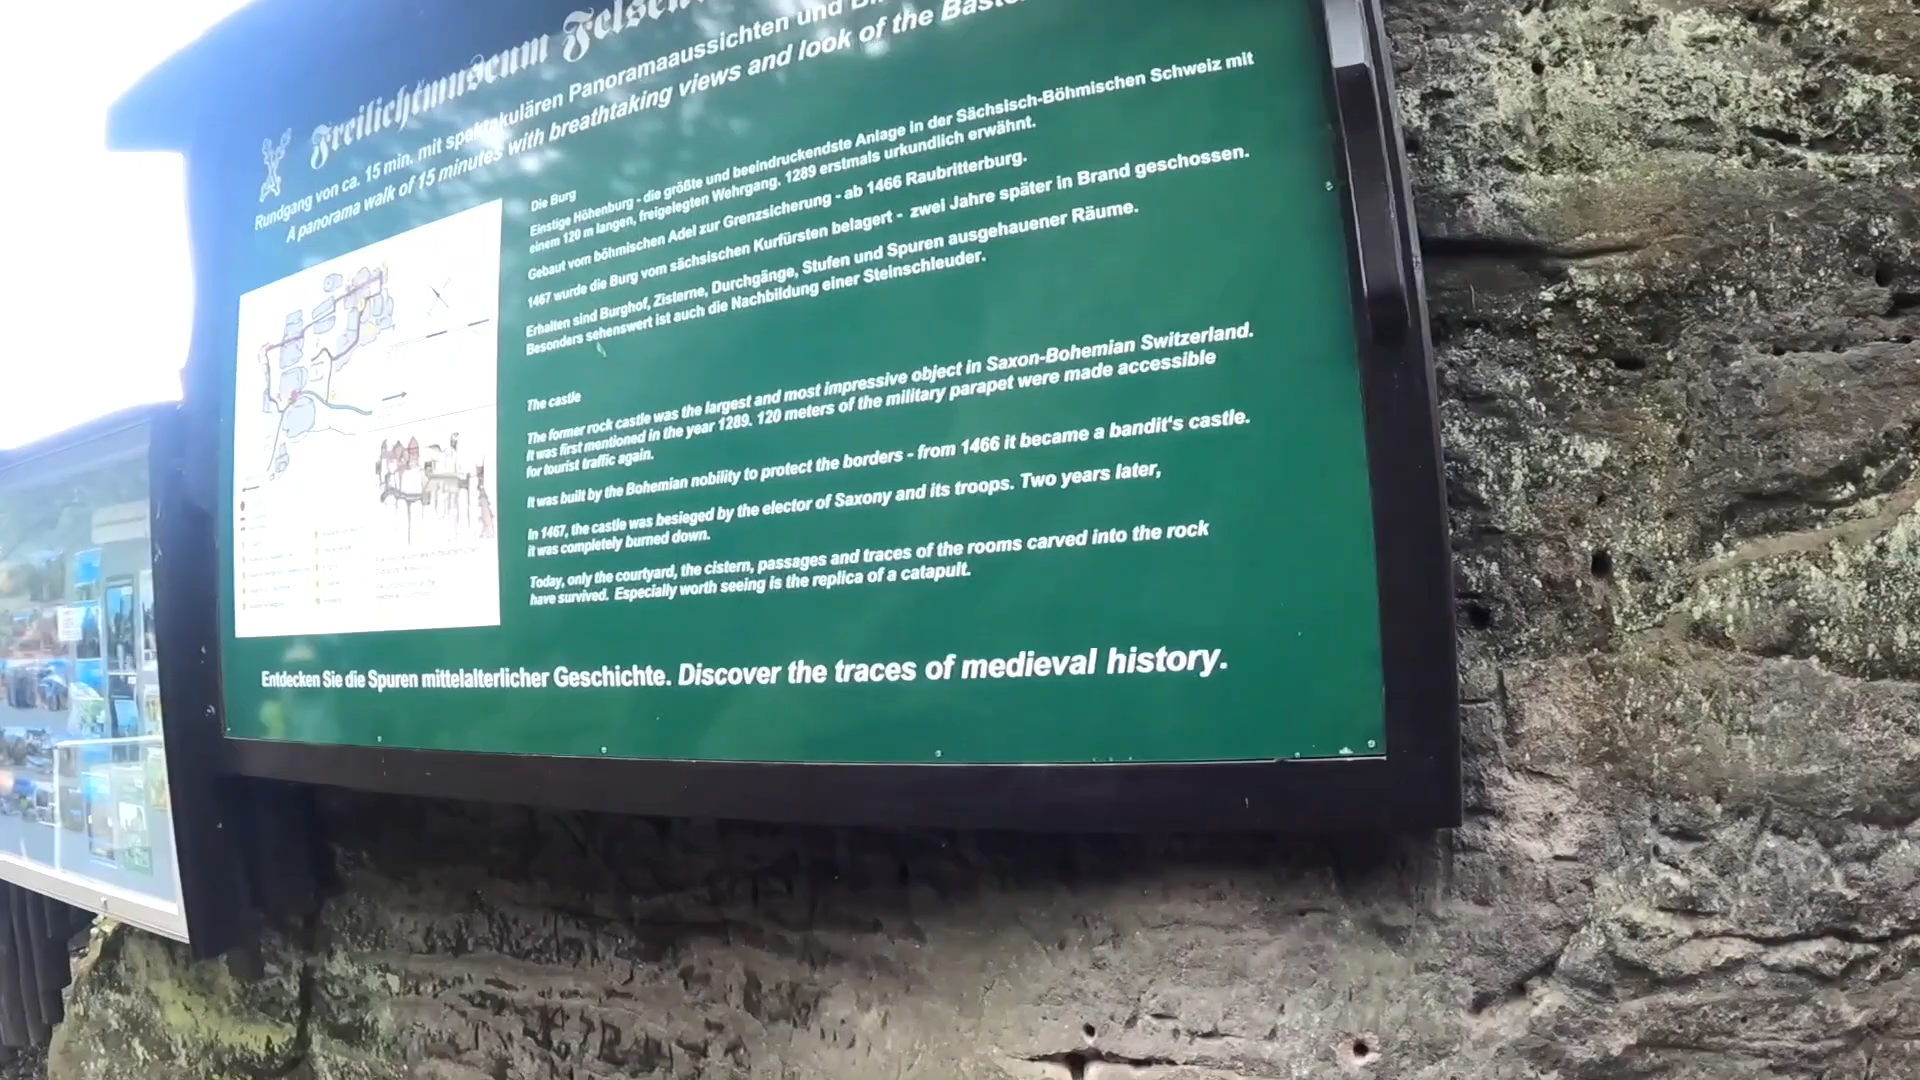 Freilichtmuseum
Rundgang von ca. 15 min. mit spektakulären Panoramaaussichten und
A panorama walk of 15 minutes with breathtaking views and look of the
Die Burg
Einstige Höhenburg - die größte und beeindruckendste Anlage in der Sächsisch-Böhmischen Schweiz mit
einem 120 m langen, freigelegten Wehrgang. 1289 erstmals urkundlich erwähnt.
Gebaut vom böhmischen Adel zur Grenzsicherung - ab 1466 Raubritterburg.
1467 wurde die Burg vom sächsischen Kurfürsten belagert - zwei Jahre später in Brand geschossen.
Erhalten sind Burghof, Zisterne, Durchgänge, Stufen und Spuren ausgehauener Räume.
Besonders sehenswert ist auch die Nachbildung einer Steinschleuder.
The castle
The former rock castle was the largest and most impressive object in Saxon-Bohemian Switzerland.
It was first mentioned in the year 1289. 120 meters of the military parapet were made accessible
for tourist traffic again.
It was built by the Bohemian nobility to protect the borders - from 1466 it became a bandit's castle.
In 1467, the castle was besieged by the elector of Saxony and its troops. Two years later,
it was completely burned down.
Today, only the courtyard, the cistern, passages and traces of the rooms carved into the rock
have survived. Especially worth seeing is the replica of a catapult.
Entdecken Sie die Spuren mittelalterlicher Geschichte. Discover the traces of medieval history.